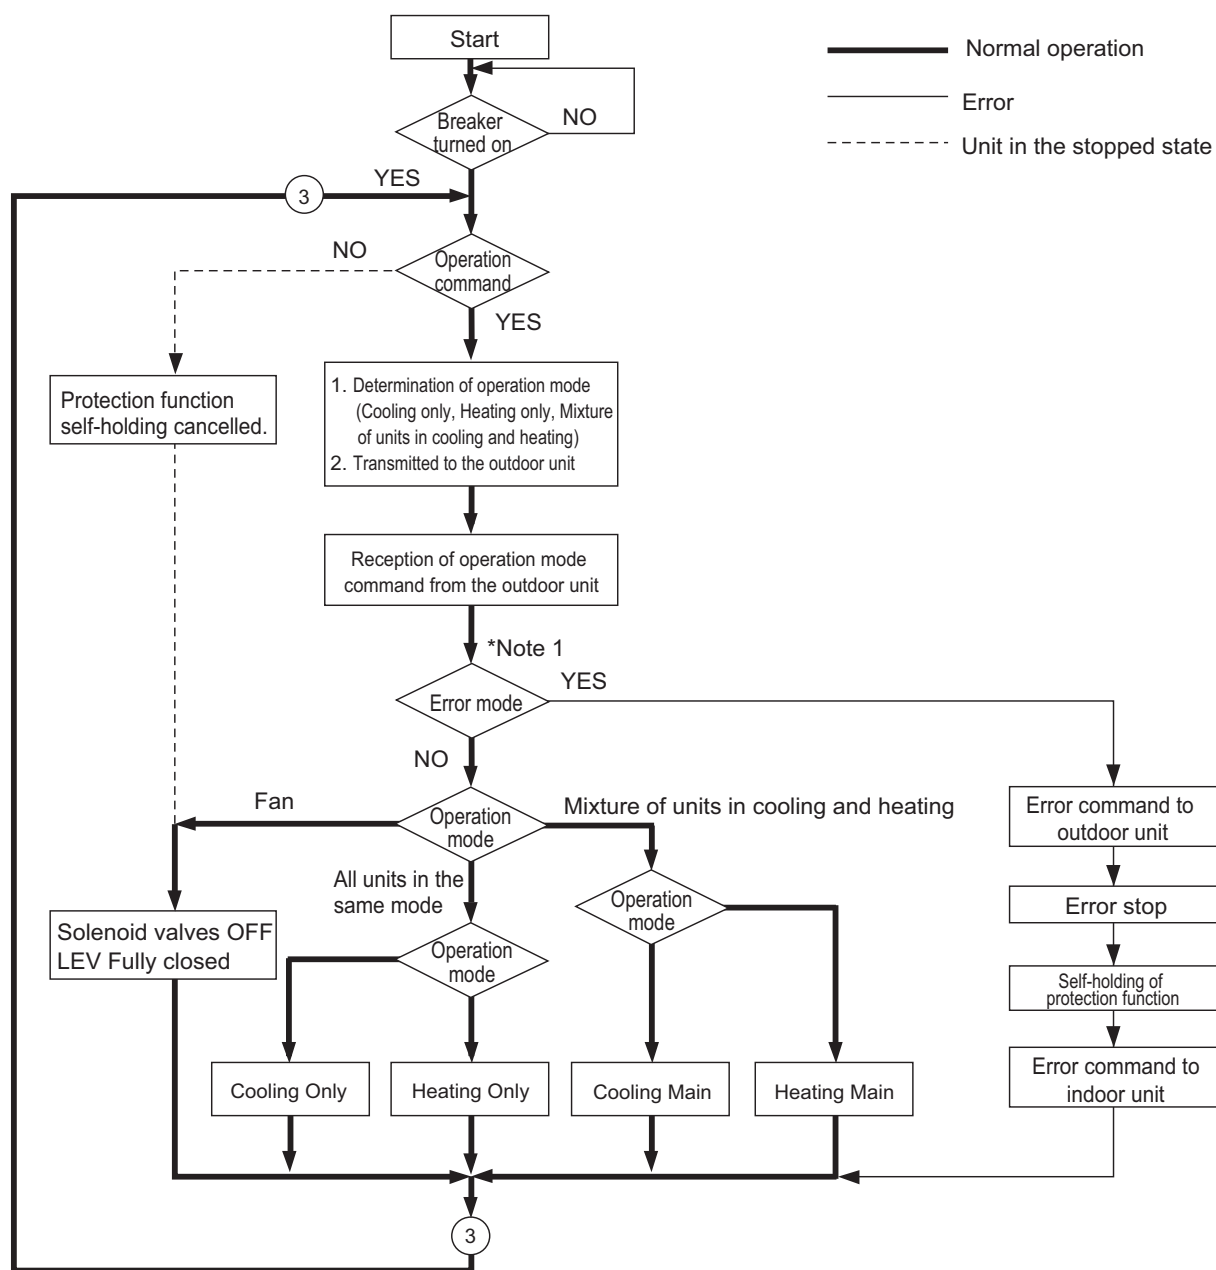 Start
Normal operation
Error
Unit in the stopped state
Breaker
turned on
NO
YES
3
NO
Operation
command
YES
Protection function
self-holding cancelled.
1. Determination of operation mode
(Cooling only, Heating only, Mixture
of units in cooling and heating)
2. Transmitted to the outdoor unit
Reception of operation mode
command from the outdoor unit
*Note 1
Error mode
YES
NO
Fan
Operation
mode
Mixture of units in cooling and heating
Error command to
outdoor unit
All units in the
same mode
Operation
mode
Error stop
Solenoid valves OFF
LEV Fully closed
Operation
mode
Self-holding of
protection function
Cooling Only
Heating Only
Cooling Main
Heating Main
Error command to
indoor unit
3